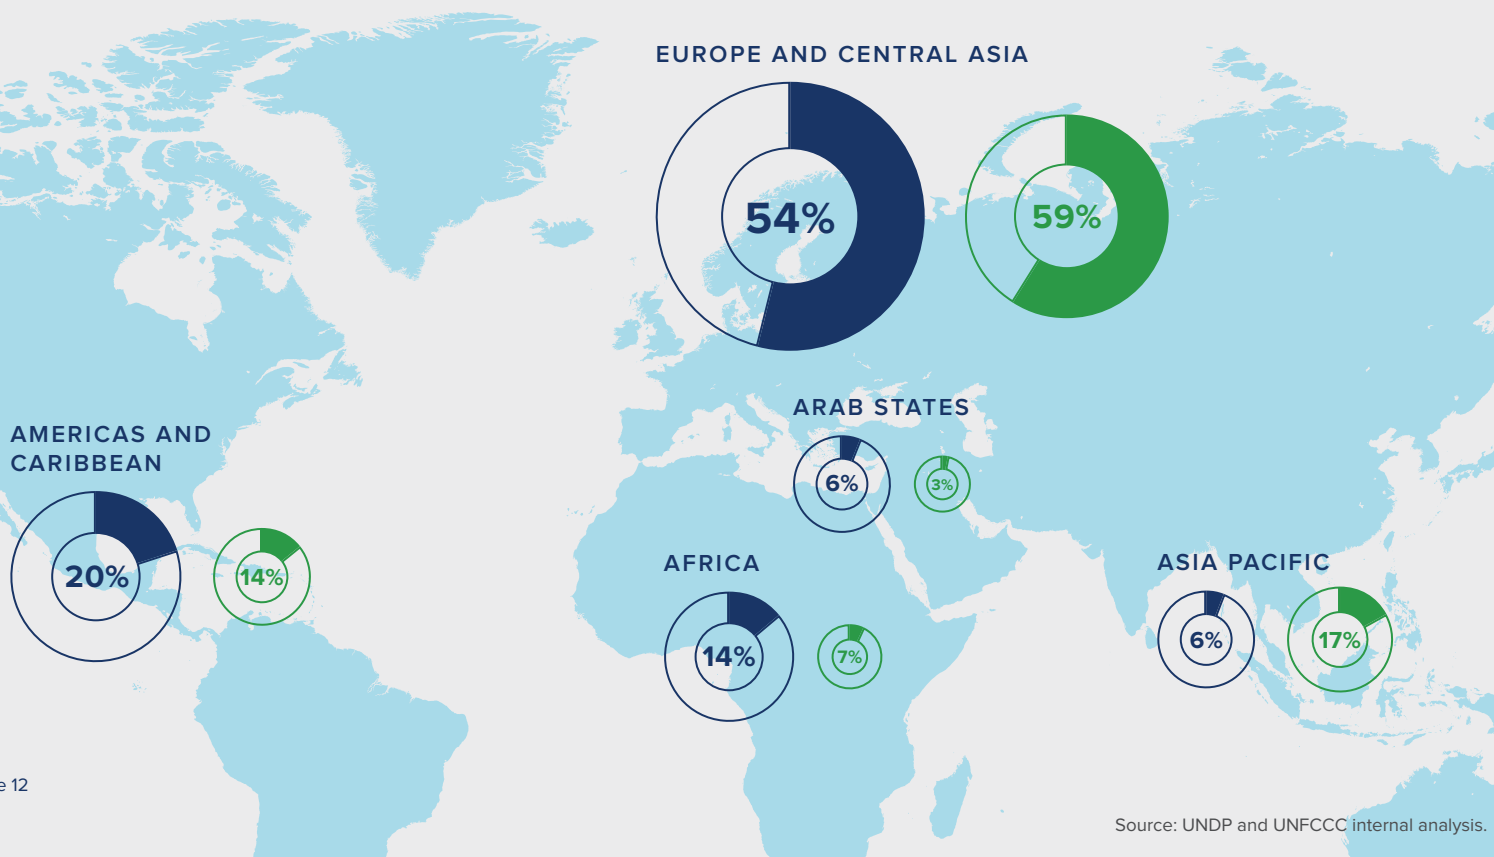 EUROPE AND CENTRAL ASIA
54%
59%
ARAB STATES
6%
3%
AMERICAS AND
CARIBBEAN
20%
14%
AFRICA
14%
7%
ASIA PACIFIC
6%
17%
e 12
Source: UNDP and UNFCCC internal analysis.